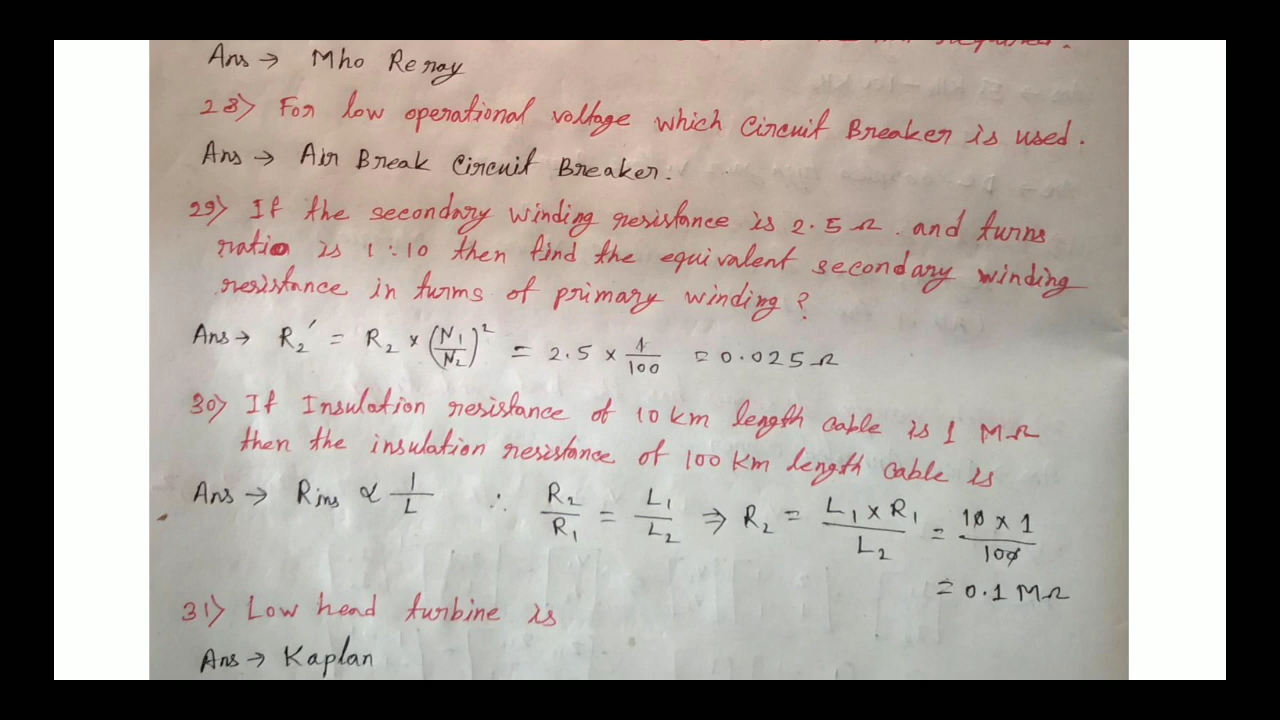 Ans → Mho Renay
28) For low operational voltage which Circuit Breaker is used.
Ans → Air Break Circuit Breaker.
29) If the secondary winding resistance is 2.5 Ω and turns
ratio is 1:10 then find the equivalent secondary winding
resistance in turms of primary winding?
Ans → R₂′ = R₂ × (N₁/N₂)² = 2.5 × 1/100 = 0.025 Ω
30) If Insulation resistance of 10 km length cable is 1 MΩ
then the insulation resistance of 100 Km length cable is
Ans → Rins ∝ 1/L ∴ R₂/R₁ = L₁/L₂ ⇒ R₂ = L₁ × R₁/L₂ = 10 × 1/100
= 0.1 MΩ
31) Low head turbine is
Ans → Kaplan